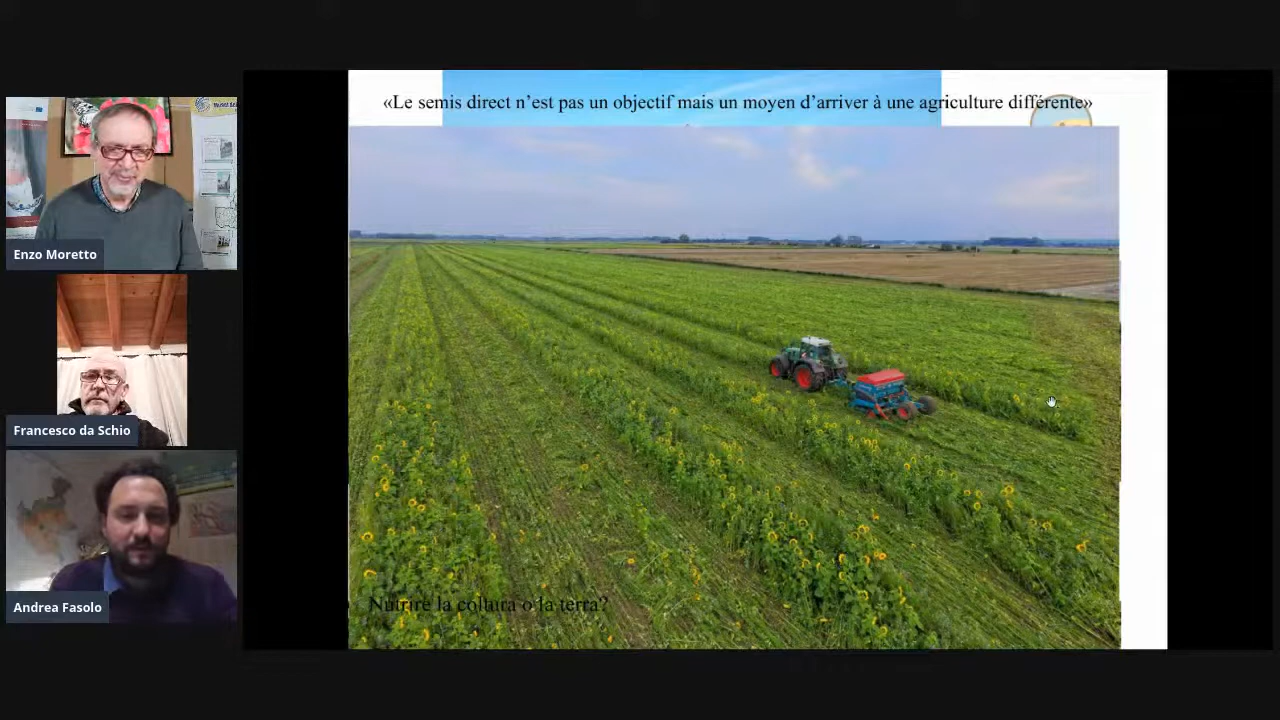 «Le semis direct n'est pas un objectif mais un moyen d'arriver à une agriculture différente»
Enzo Moretto
Francesco da Schio
Andrea Fasolo
Nutrire la coltura o la terra?